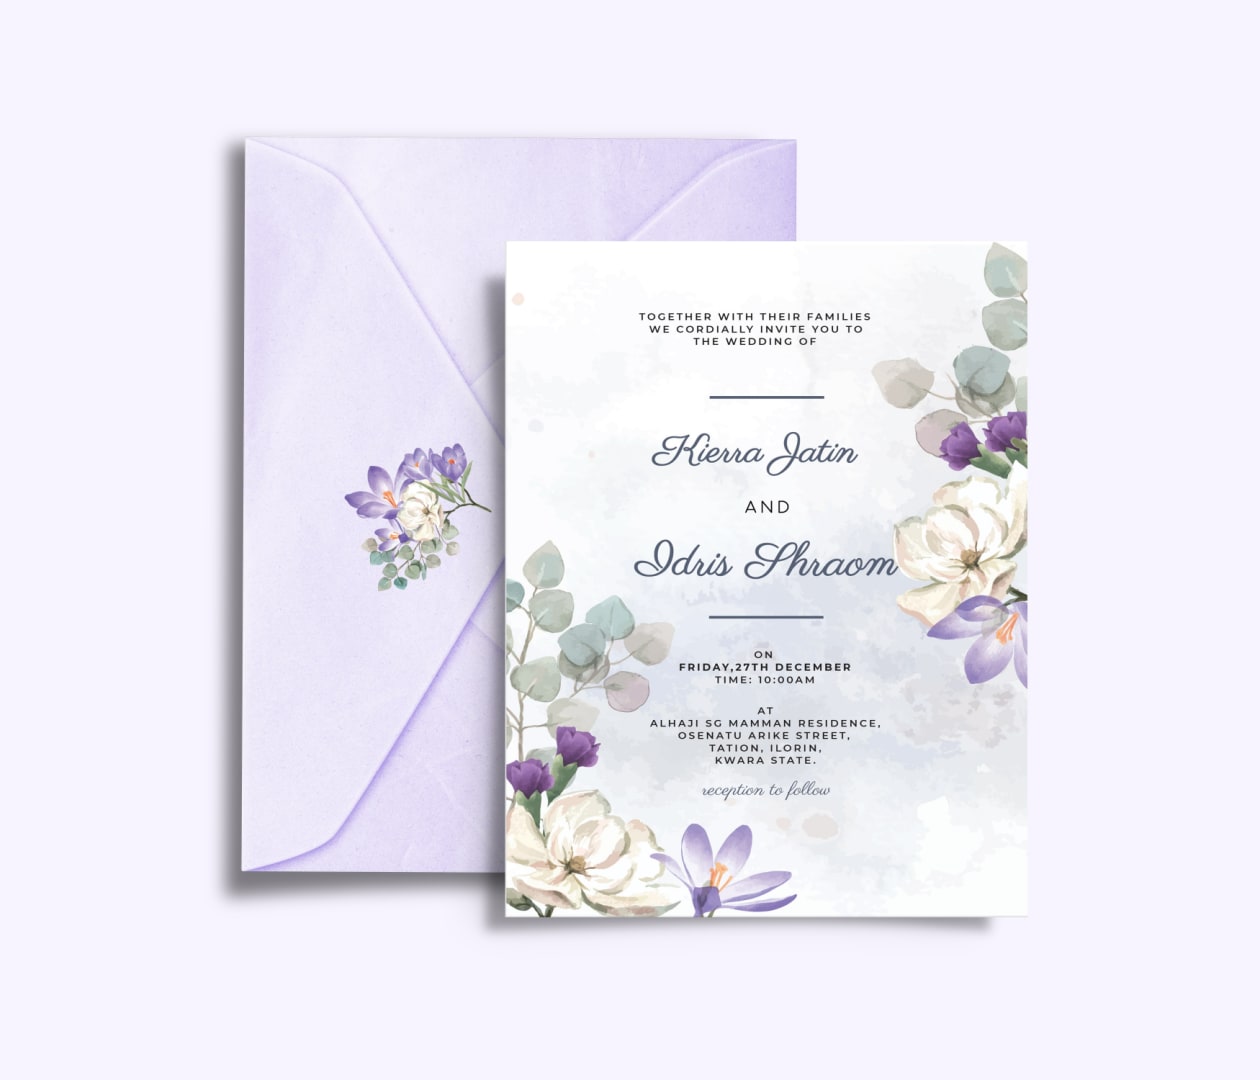 TOGETHER WITH THEIR FAMILIES
WE CORDIALLY INVITE YOU TO
THE WEDDING OF
Kierra Jatin
AND
Idris Shraom
ON
FRIDAY,27TH DECEMBER
TIME: 10:00AM
AT
ALHAJI SG MAMMAN RESIDENCE,
OSENATU ARIKE STREET,
TATION, ILORIN,
KWARA STATE.
reception to follow